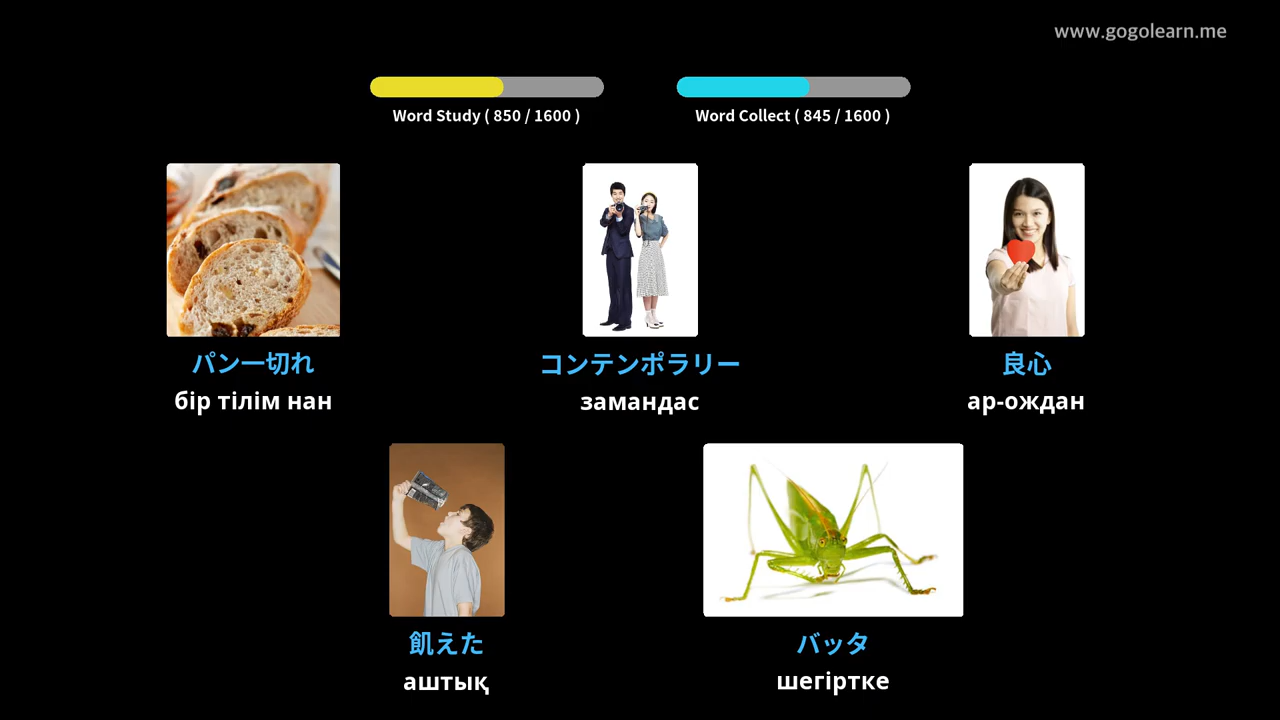 www.gogolearn.me
Word Study ( 850 / 1600 )
Word Collect ( 845 / 1600 )
パン一切れ
бір тілім нан
コンテンポラリー
замандас
良心
ар-ождан
飢えた
аштық
バッタ
шегіртке